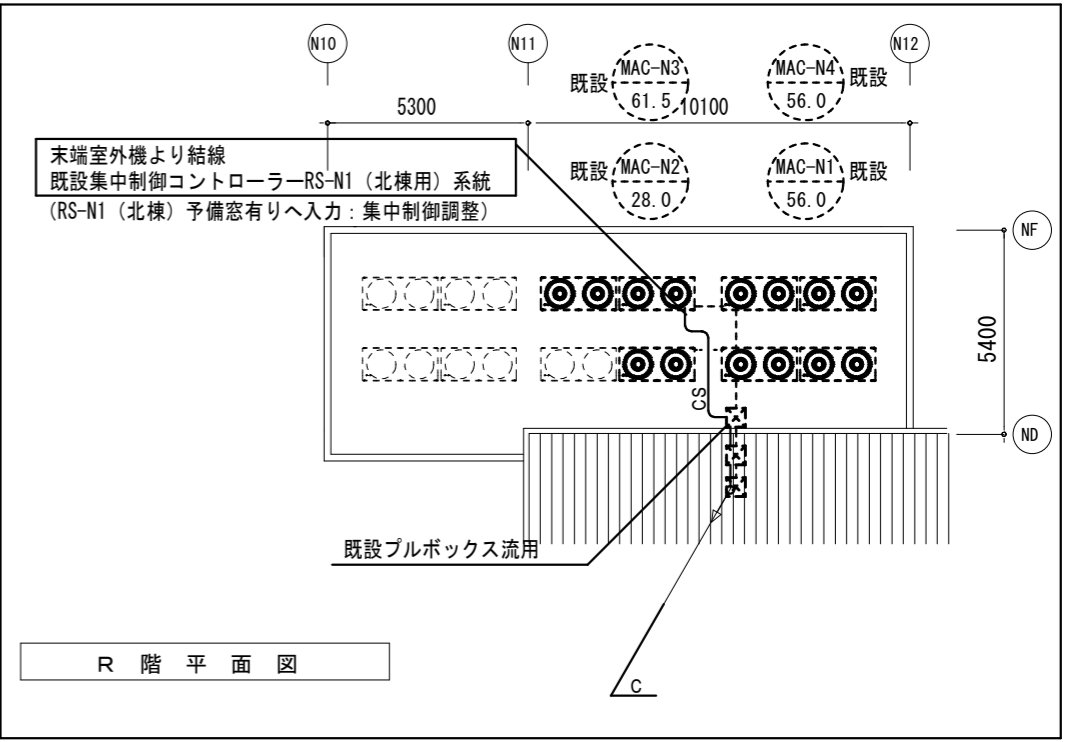 N10
N11
N12
既設
MAC-N3
61.5
MAC-N4
56.0
既設
5300
10100
末端室外機より結線
既設集中制御コントローラーRS-N1（北棟用）系統
(RS-N1（北棟）予備窓有りへ入力：集中制御調整）
既設
MAC-N2
28.0
MAC-N1
56.0
既設
NF
5400
CS
ND
既設プルボックス流用
R 階 平 面 図
C